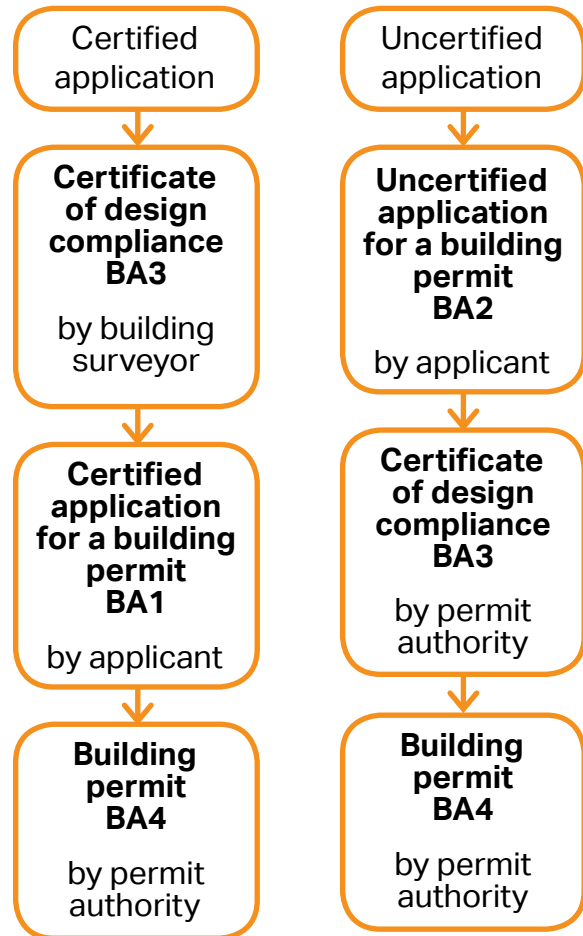 Certified
application
Certificate
of design
compliance
BA3
by building
surveyor
Certified
application
for a building
permit
BA1
by applicant
Building
permit
BA4
by permit
authority
Uncertified
application
Uncertified
application
for a building
permit
BA2
by applicant
Certificate
of design
compliance
BA3
by permit
authority
Building
permit
BA4
by permit
authority